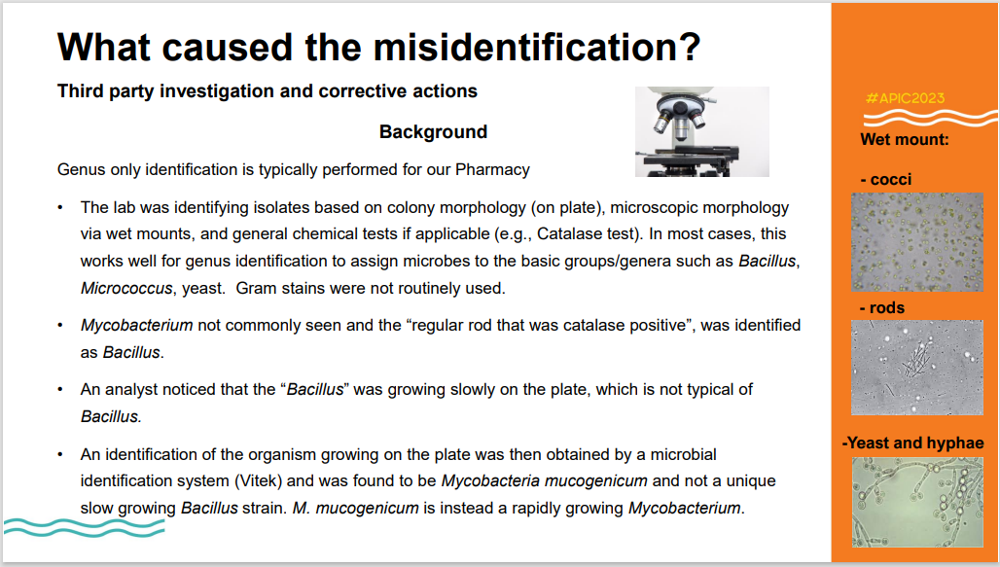 What caused the misidentification?
Third party investigation and corrective actions
Background
Genus only identification is typically performed for our Pharmacy
• The lab was identifying isolates based on colony morphology (on plate), microscopic morphology
via wet mounts, and general chemical tests if applicable (e.g., Catalase test). In most cases, this
works well for genus identification to assign microbes to the basic groups/genera such as Bacillus,
Micrococcus, yeast.  Gram stains were not routinely used.
• Mycobacterium not commonly seen and the “regular rod that was catalase positive”, was identified
as Bacillus.
• An analyst noticed that the “Bacillus” was growing slowly on the plate, which is not typical of
Bacillus.
• An identification of the organism growing on the plate was then obtained by a microbial
identification system (Vitek) and was found to be Mycobacteria mucogenicum and not a unique
slow growing Bacillus strain. M. mucogenicum is instead a rapidly growing Mycobacterium.
#APIC2023
Wet mount:
- cocci
- rods
-Yeast and hyphae